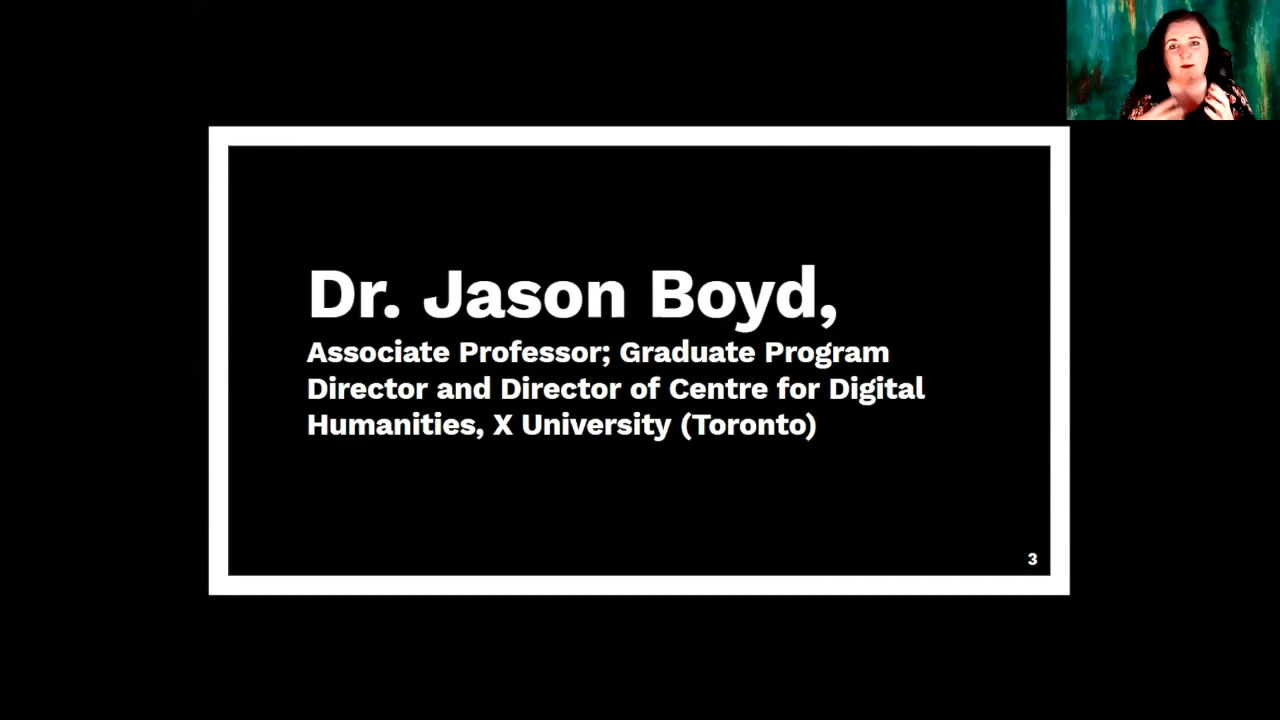 Dr. Jason Boyd,
Associate Professor; Graduate Program
Director and Director of Centre for Digital
Humanities, X University (Toronto)
3